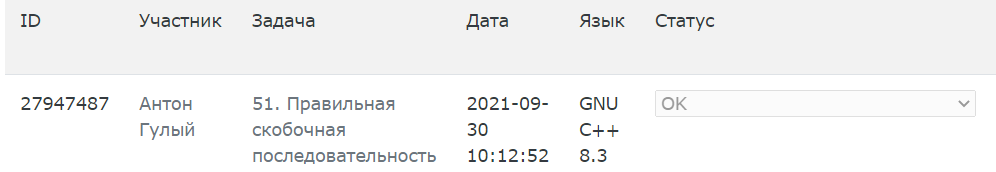 ID Участник Задача Дата Язык Статус
27947487 Антон 51. Правильная 2021-09- GNU OK
Гулый скобочная 30 C++
последовательность 10:12:52 8.3